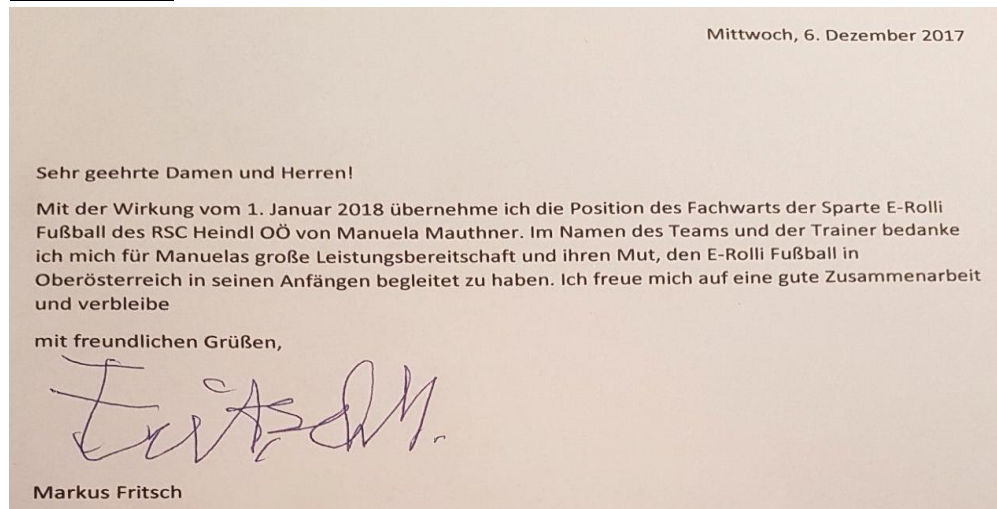 Mittwoch, 6. Dezember 2017
Sehr geehrte Damen und Herren!
Mit der Wirkung vom 1. Januar 2018 übernehme ich die Position des Fachwarts der Sparte E-Rolli
Fußball des RSC Heindl OÖ von Manuela Mauthner. Im Namen des Teams und der Trainer bedanke
ich mich für Manuelas große Leistungsbereitschaft und ihren Mut, den E-Rolli Fußball in
Oberösterreich in seinen Anfängen begleitet zu haben. Ich freue mich auf eine gute Zusammenarbeit
und verbleibe
mit freundlichen Grüßen,
Fritsch M.
Markus Fritsch